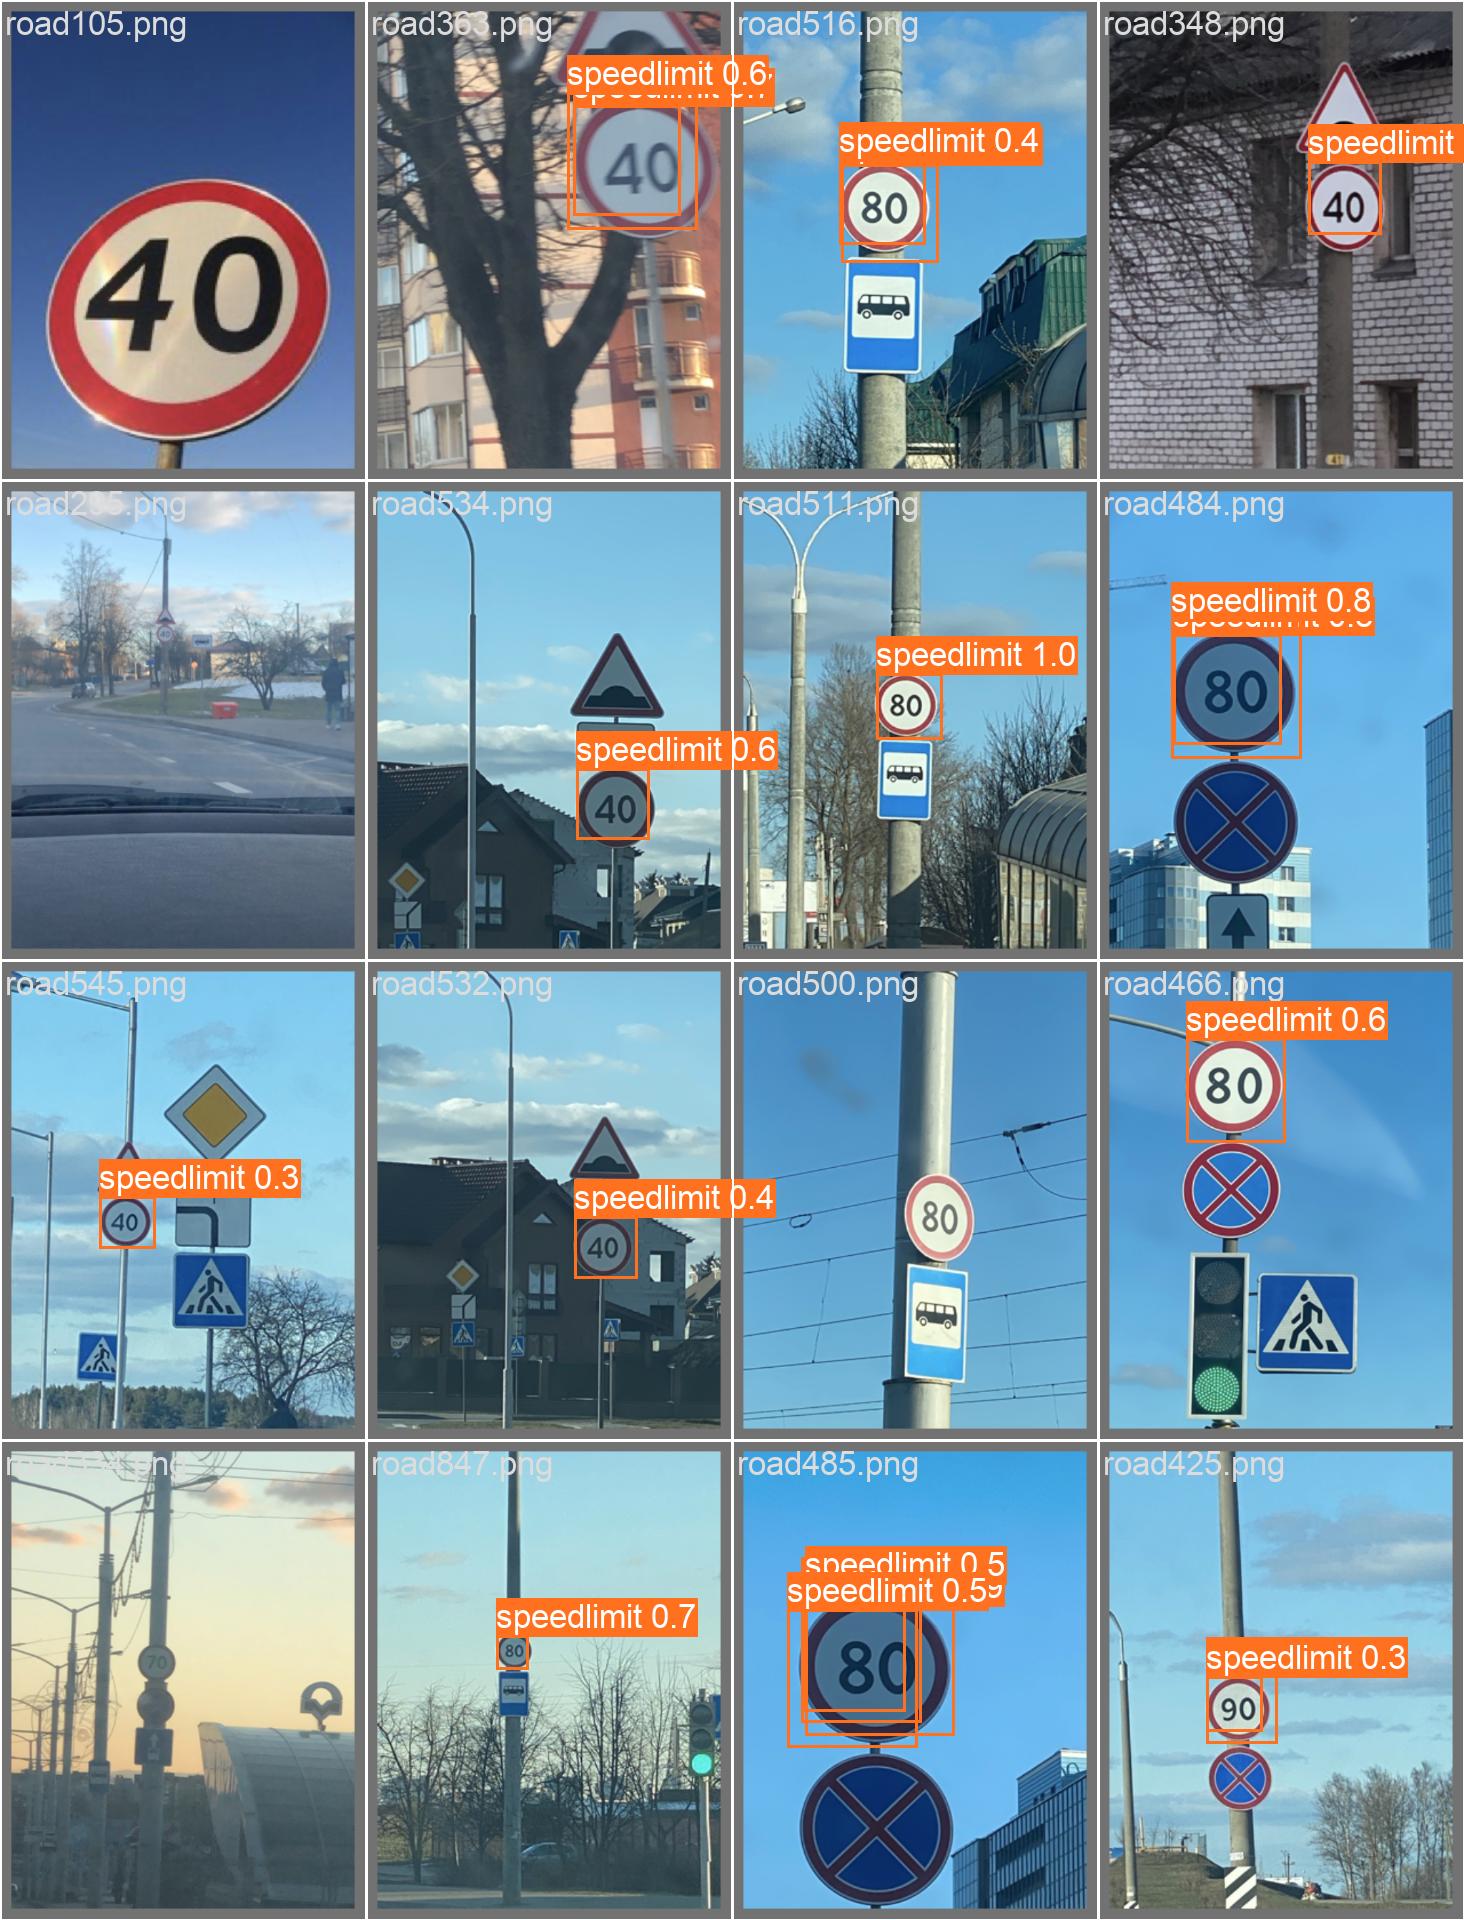 road105.png
40
road363.png
speedlimit 0.6
40
road516.png
speedlimit 0.4
80
road348.png
speedlimit
40
road534.png
speedlimit 0.6
40
road511.png
speedlimit 1.0
80
road484.png
speedlimit 0.8
80
road545.png
speedlimit 0.3
40
road532.png
speedlimit 0.4
40
road500.png
80
road466.png
speedlimit 0.6
80
70
road847.png
speedlimit 0.7
80
road485.png
speedlimit 0.5
speedlimit 0.5
80
road425.png
speedlimit 0.3
90